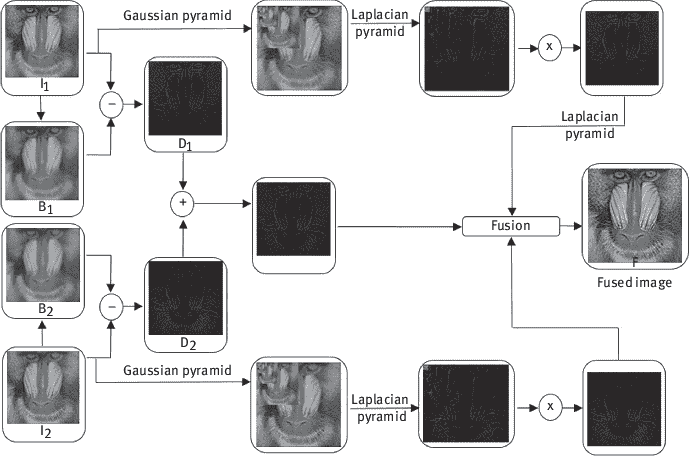 Gaussian pyramid
Laplacian
pyramid
x
I1
−
D1
Laplacian
pyramid
B1
+
Fusion
F
Fused image
B2
−
D2
Gaussian pyramid
I2
Laplacian
pyramid
x